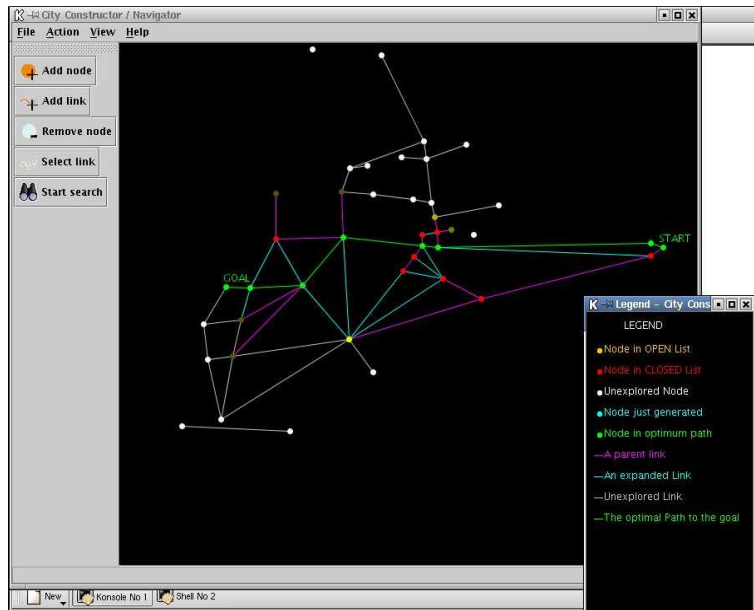 City Constructor / Navigator
File Action View Help
Add node
Add link
Remove node
Select link
Start search
START
GOAL
Legend - City Cons
LEGEND
Node in OPEN List
Node in CLOSED List
Unexplored Node
Node just generated
Node in optimum path
A parent link
An expanded Link
Unexplored Link
The optimal Path to the goal
New Konsole No 1 Shell No 2